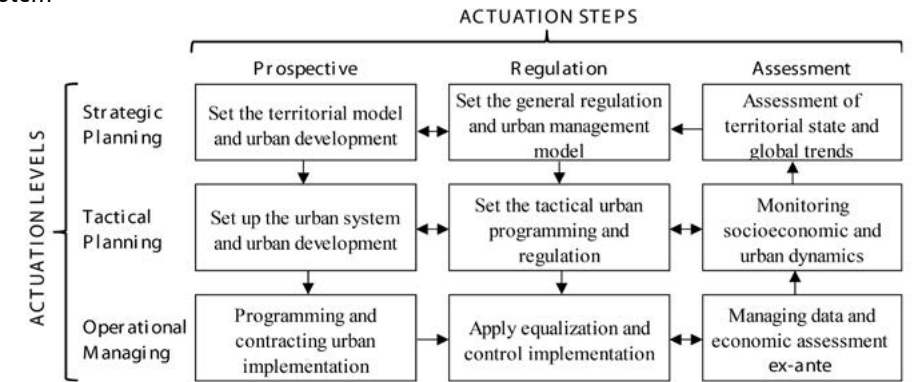 ACTUATION STEPS
Prospective
Regulation
Assessment
ACTUATION LEVELS
Strategic
Planning
Set the territorial model
and urban development
Set the general regulation
and urban management
model
Assessment of
territorial state and
global trends
Tactical
Planning
Set up the urban system
and urban development
Set the tactical urban
programming and
regulation
Monitoring
socioeconomic and
urban dynamics
Operational
Managing
Programming and
contracting urban
implementation
Apply equalization and
control implementation
Managing data and
economic assessment
ex-ante